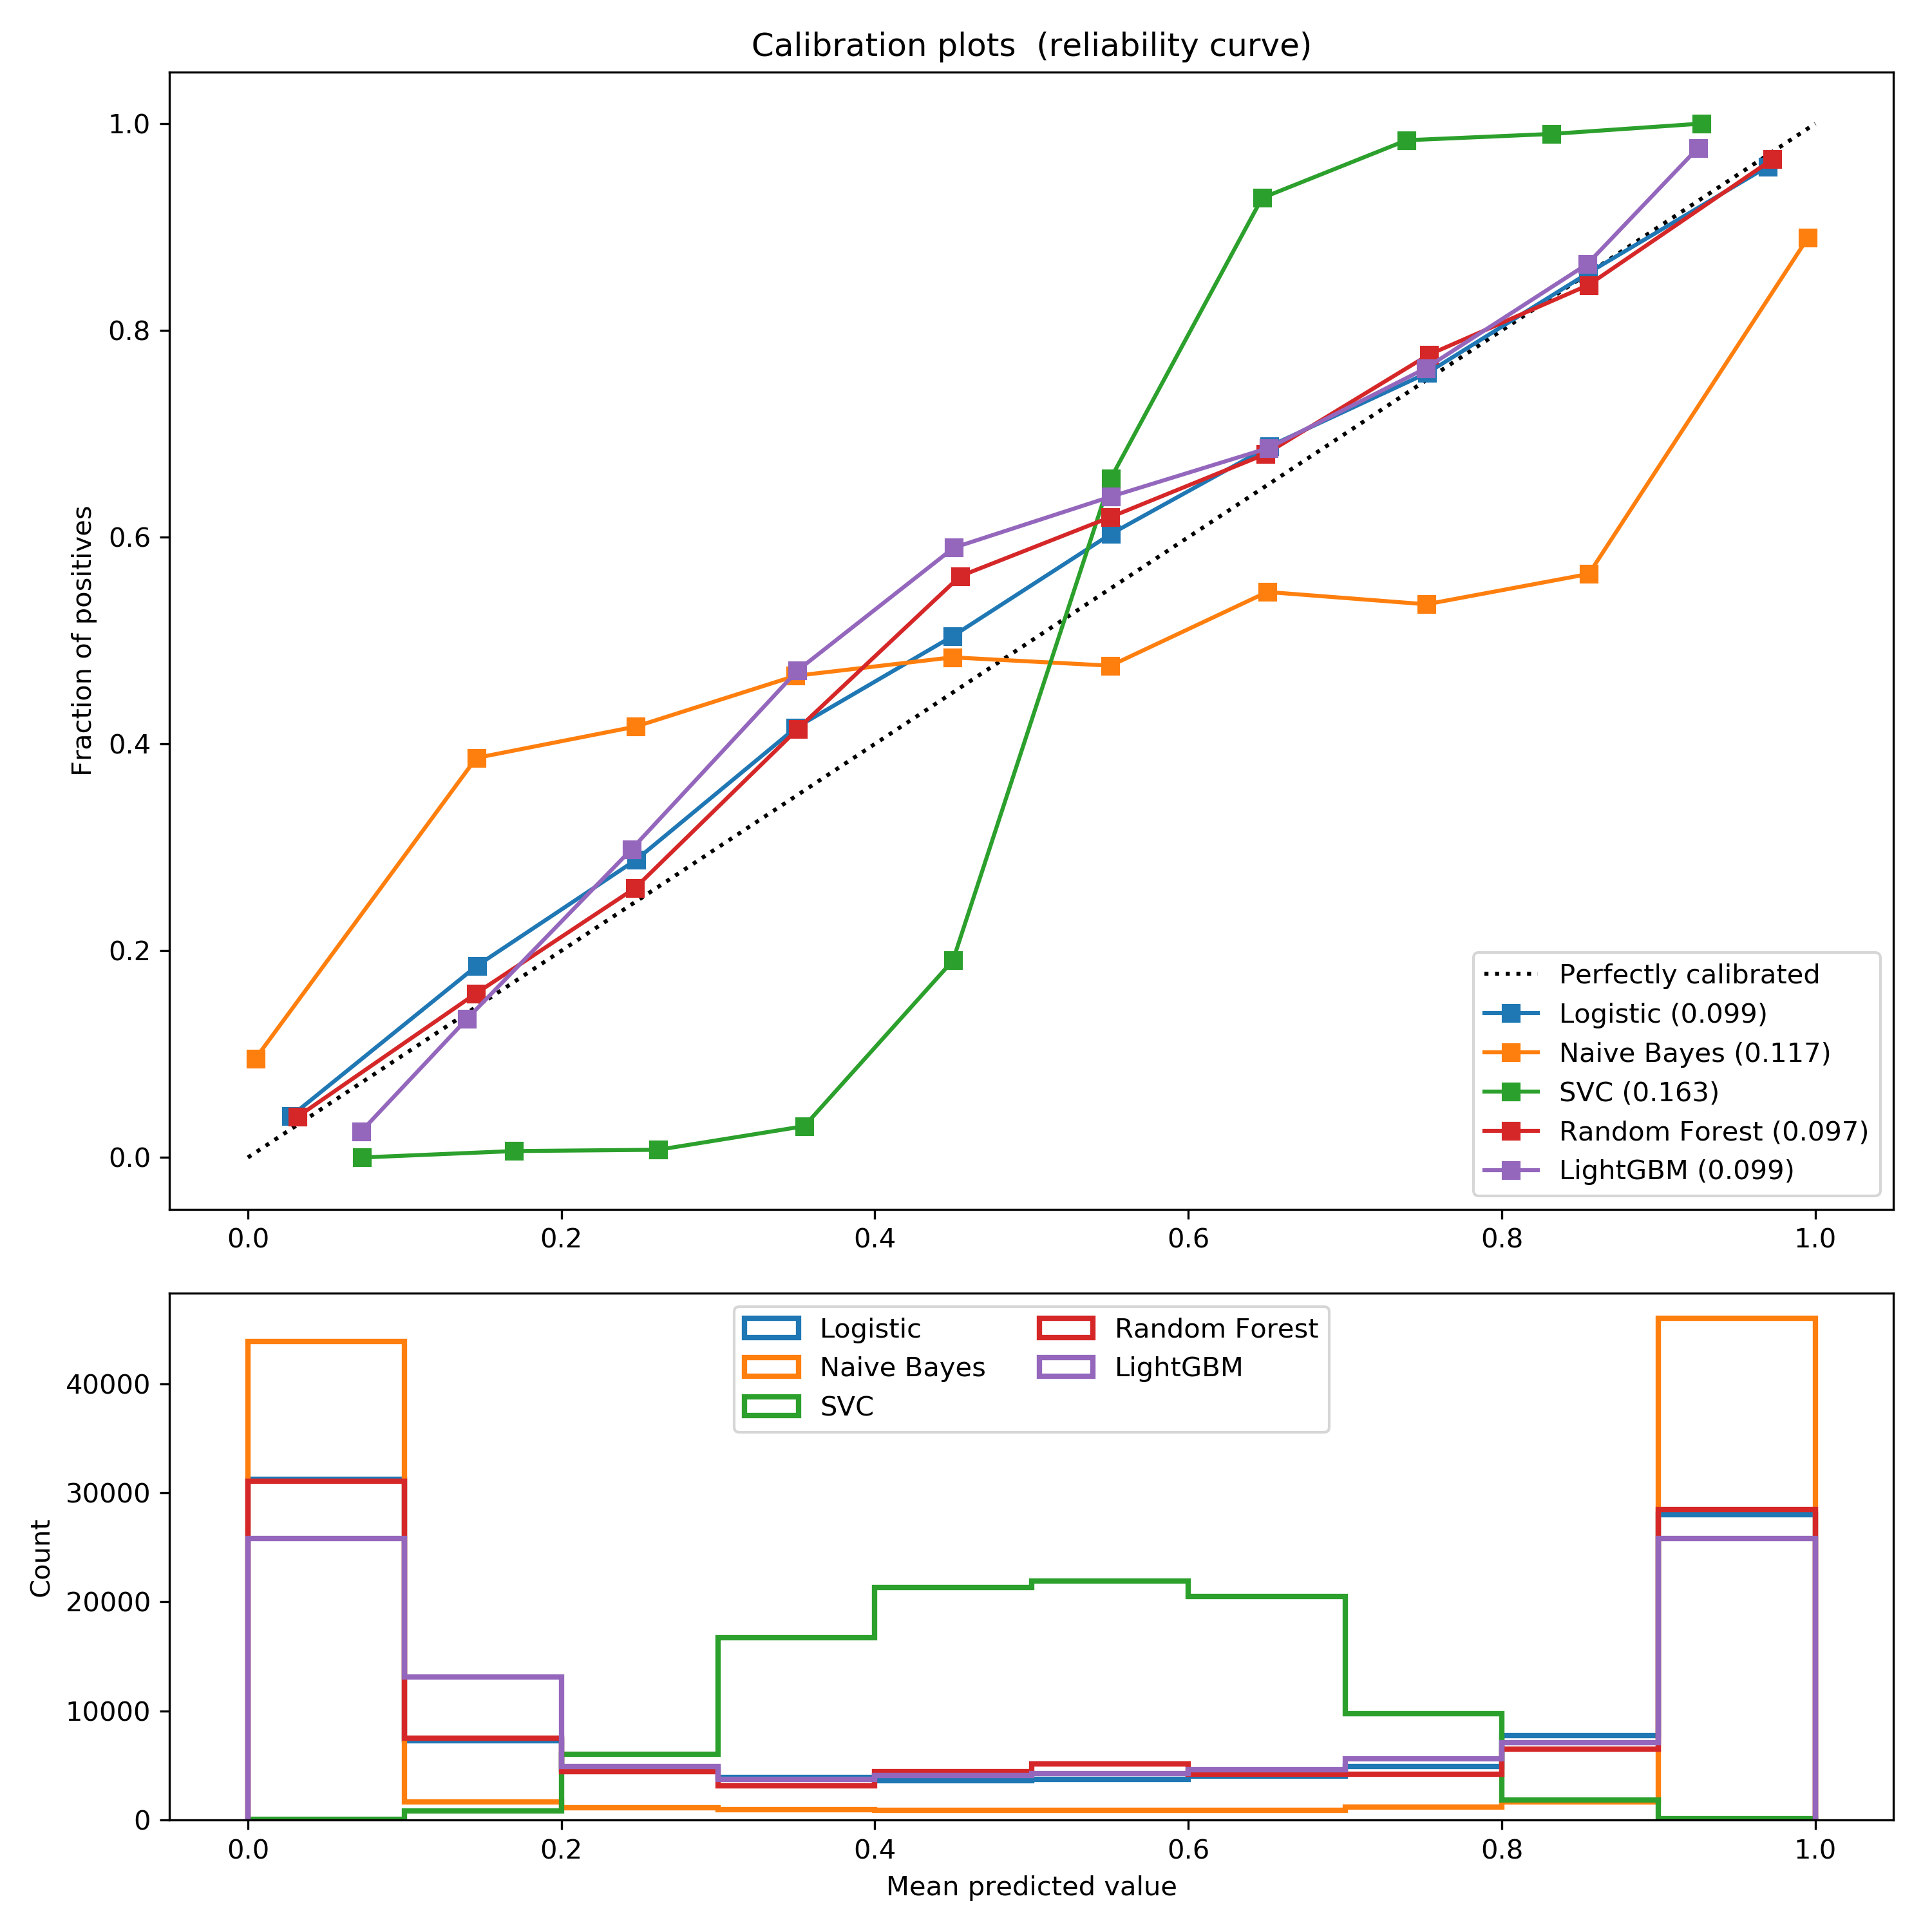 Calibration plots  (reliability curve)
1.0
0.8
0.6
0.4
0.2
0.0
Fraction of positives
Perfectly calibrated
Logistic (0.099)
Naive Bayes (0.117)
SVC (0.163)
Random Forest (0.097)
LightGBM (0.099)
0.0 0.2 0.4 0.6 0.8 1.0
Logistic
Naive Bayes
SVC
Random Forest
LightGBM
40000
30000
20000
10000
0
Count
0.0 0.2 0.4 0.6 0.8 1.0
Mean predicted value